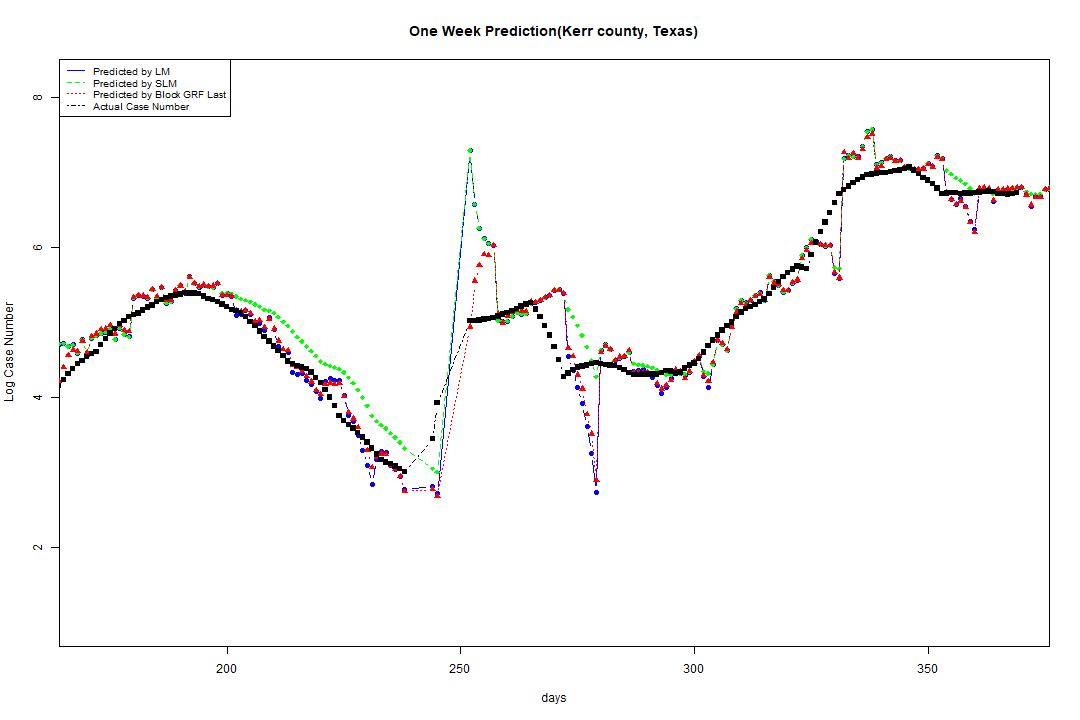 One Week Prediction(Kerr county, Texas)
Predicted by LM
Predicted by SLM
Predicted by Block GRF Last
Actual Case Number
8
6
4
2
Log Case Number
200 250 300 350
days